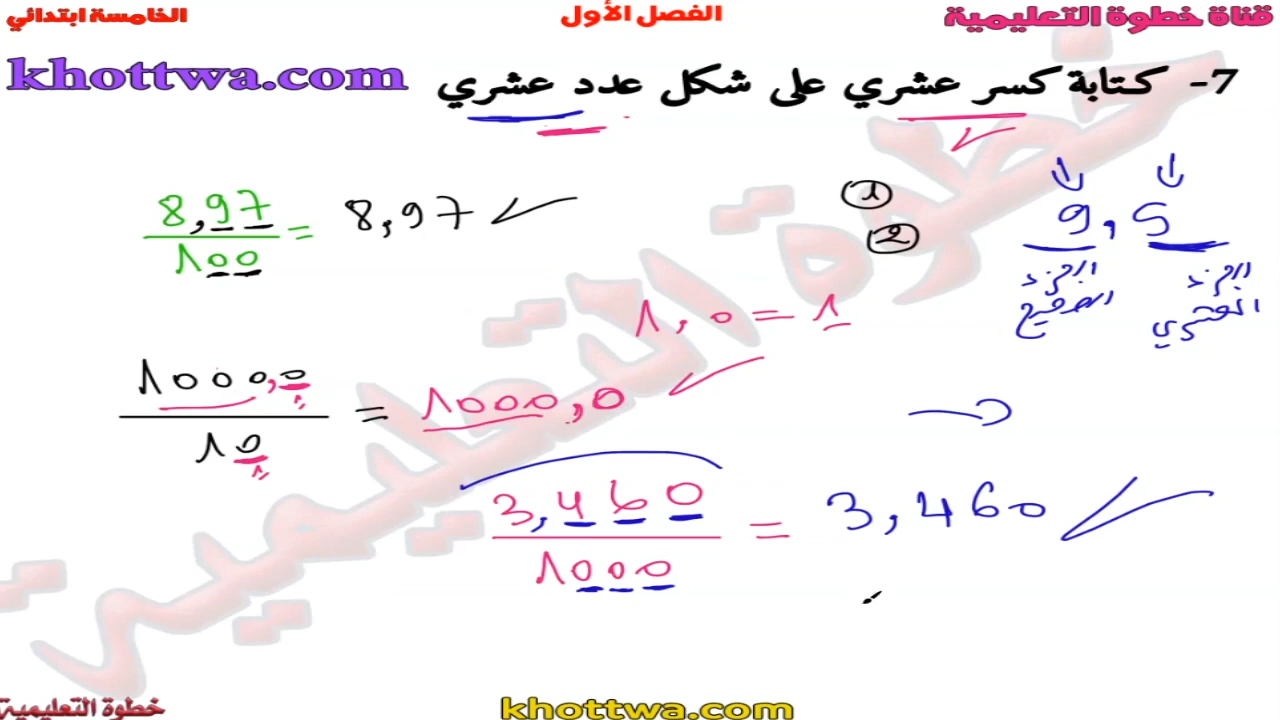 قناة خطوة التعليمية
الفصل الأول
الخامسة ابتدائي
khottwa.com
7- كتابة كسر عشري على شكل عدد عشري
8,97
100
= 8,97
1
2
9,5
الجزء الصحيح
الجزء العشري
1,0 = 1
1000,0
10
= 1000,0
3,460
1000
= 3,460
خطوة التعليمية
خطوة التعليمية
khottwa.com